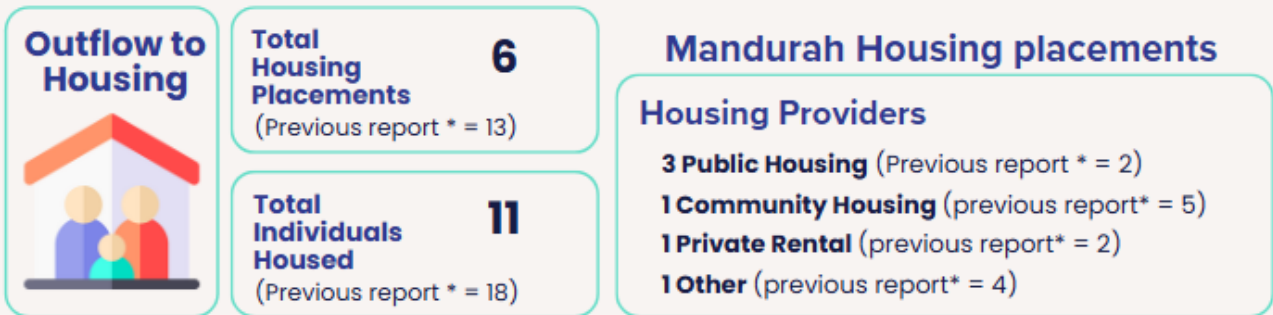 Outflow to
Housing
Total
Housing
Placements
6
(Previous report * = 13)
Total
Individuals
Housed
11
(Previous report * = 18)
Mandurah Housing placements
Housing Providers
3 Public Housing (Previous report * = 2)
1 Community Housing (previous report* = 5)
1 Private Rental (previous report* = 2)
1 Other (previous report* = 4)